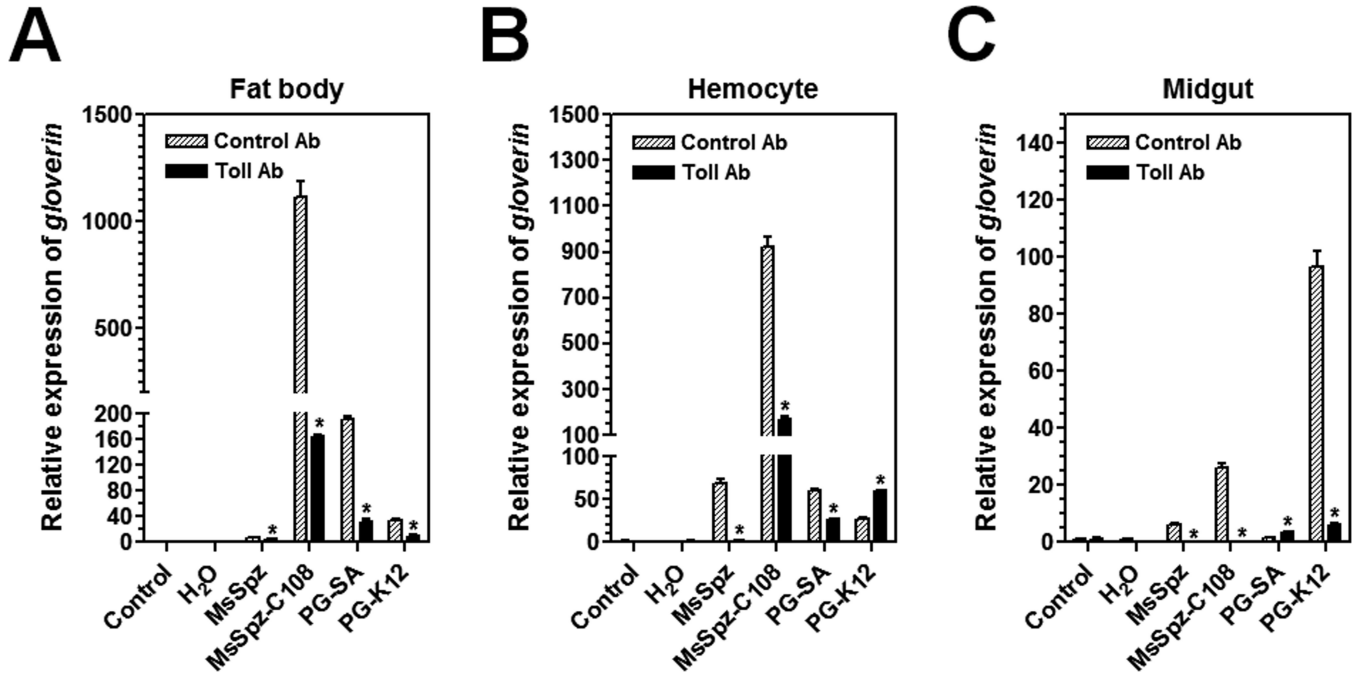 A
Fat body
Relative expression of gloverin
1500
1000
500
200
160
120
80
40
0
Control Ab
Toll Ab
*
*
*
*
Control
H2O
MsSpz
MsSpz-C108
PG-SA
PG-K12
B
Hemocyte
Relative expression of gloverin
1500
1300
1100
900
700
500
300
100
100
50
0
Control Ab
Toll Ab
*
*
*
*
Control
H2O
MsSpz
MsSpz-C108
PG-SA
PG-K12
C
Midgut
Relative expression of gloverin
140
120
100
80
60
40
20
0
Control Ab
Toll Ab
*
*
*
*
Control
H2O
MsSpz
MsSpz-C108
PG-SA
PG-K12